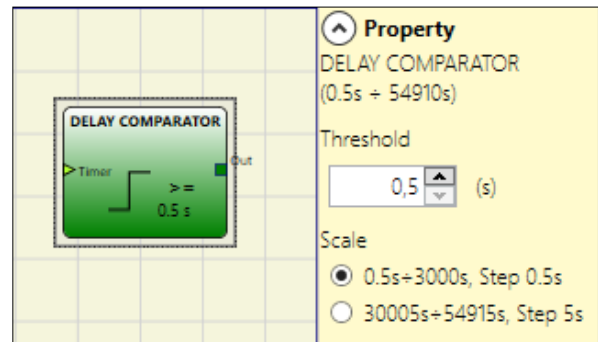 DELAY COMPARATOR
Timer
Out
>=
0.5 s
Property
DELAY COMPARATOR
(0.5s ÷ 54910s)
Threshold
0,5 (s)
Scale
0.5s÷3000s, Step 0.5s
30005s÷54915s, Step 5s